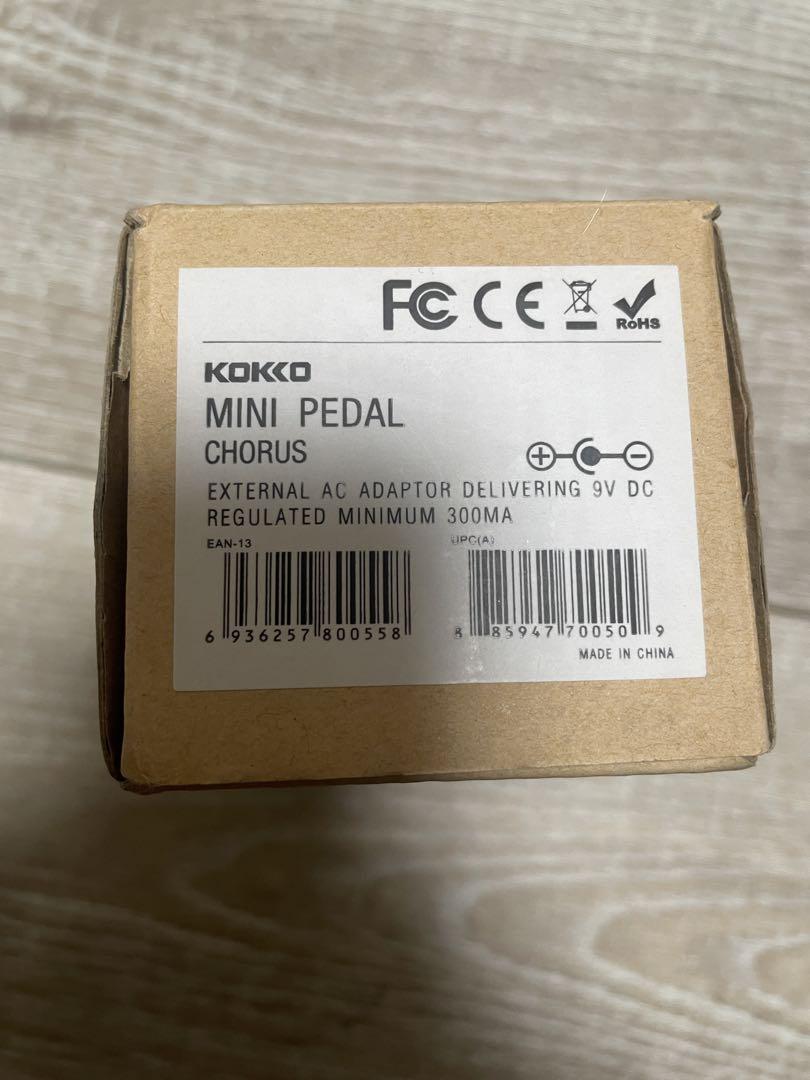 FC CE RoHS
KOKKO
MINI PEDAL
CHORUS
EXTERNAL AC ADAPTOR DELIVERING 9V DC
REGULATED MINIMUM 300MA
EAN-13 UPC(A)
6 936257 800558 8 85947 70050 9
MADE IN CHINA